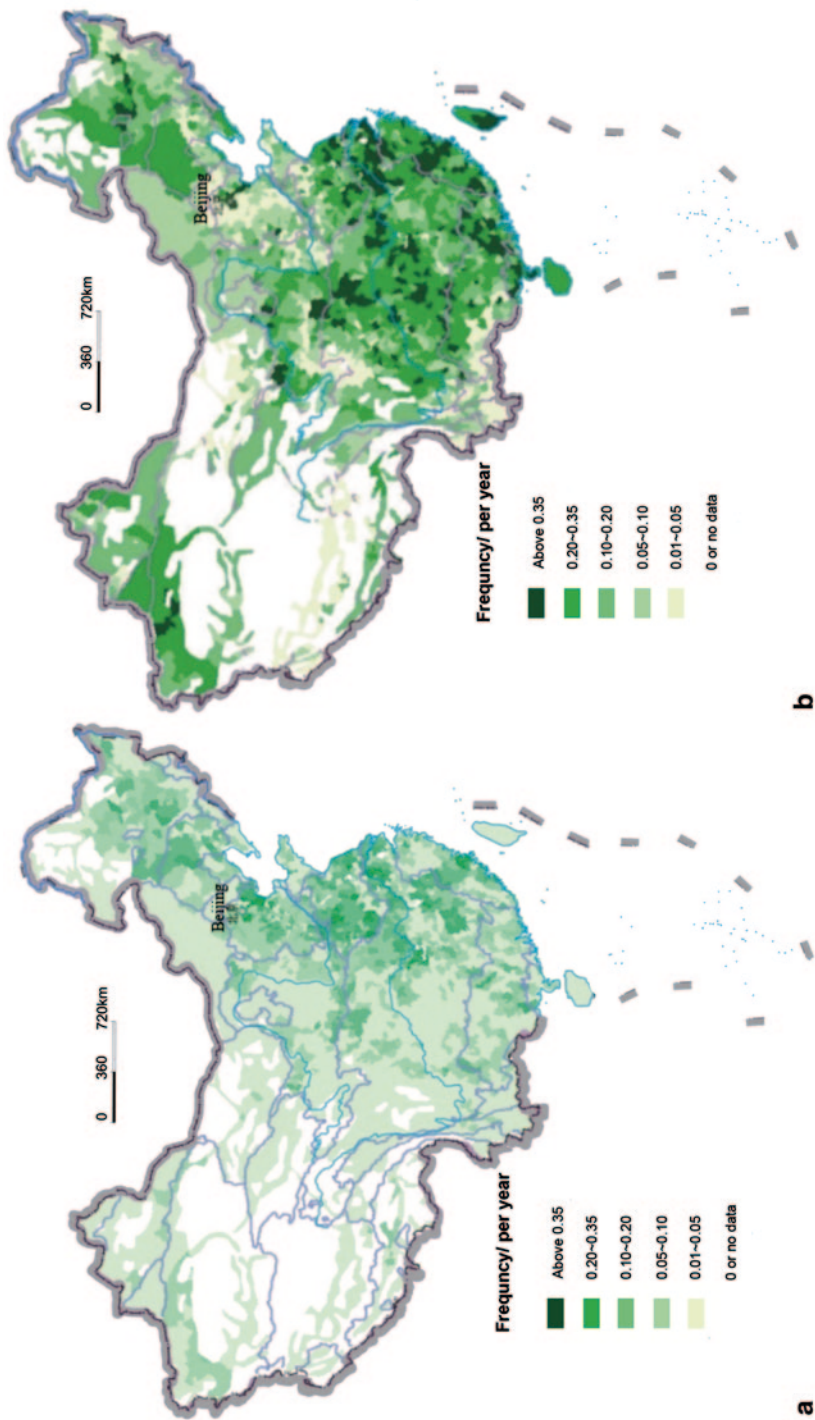 0 360 720km
Beijing
Frequncy/ per year
Above 0.35
0.20~0.35
0.10~0.20
0.05~0.10
0.01~0.05
0 or no data
a
0 360 720km
Beijing
Frequncy/ per year
Above 0.35
0.20~0.35
0.10~0.20
0.05~0.10
0.01~0.05
0 or no data
b